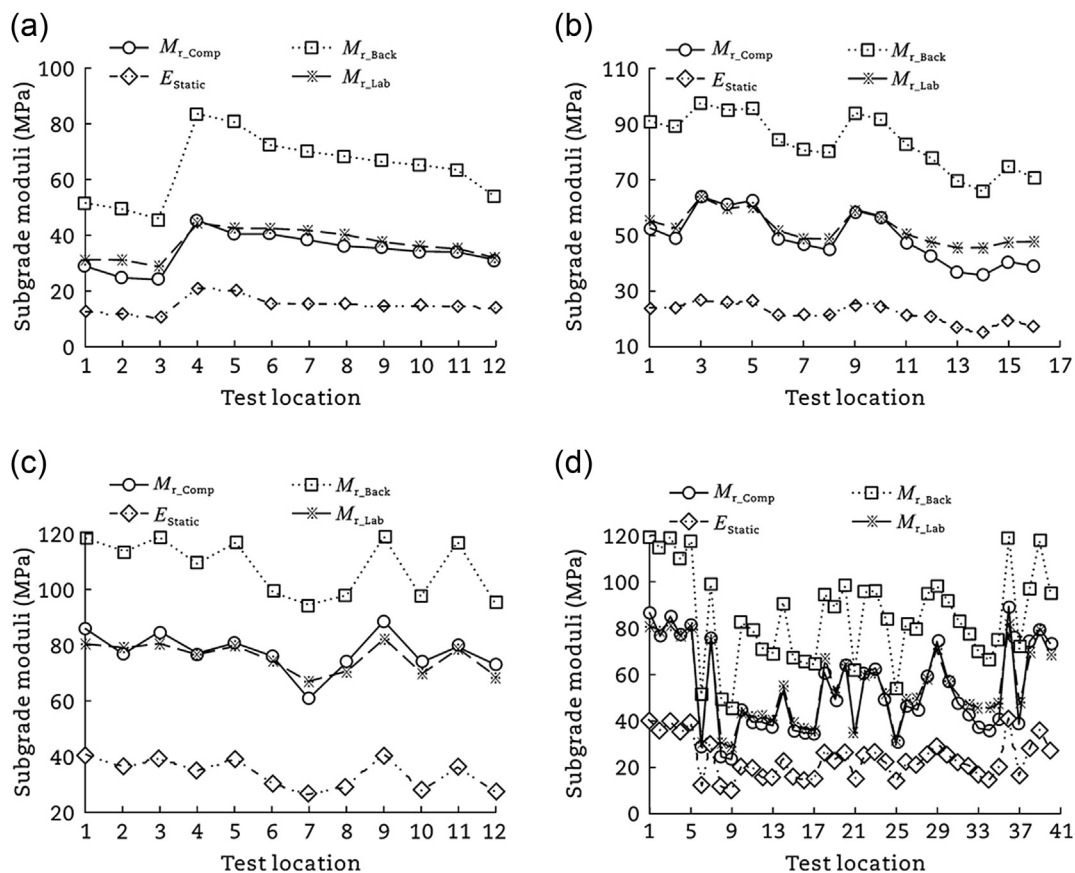 (a)
M_r_Comp M_r_Back
E_Static M_r_Lab
100
80
60
40
20
0
Subgrade moduli (MPa)
1 2 3 4 5 6 7 8 9 10 11 12
Test location
(b)
M_r_Comp M_r_Back
E_Static M_r_Lab
110
90
70
50
30
10
Subgrade moduli (MPa)
1 3 5 7 9 11 13 15 17
Test location
(c)
M_r_Comp M_r_Back
E_Static M_r_Lab
120
100
80
60
40
20
Subgrade moduli (MPa)
1 2 3 4 5 6 7 8 9 10 11 12
Test location
(d)
M_r_Comp M_r_Back
E_Static M_r_Lab
120
100
80
60
40
20
0
Subgrade moduli (MPa)
1 5 9 13 17 21 25 29 33 37 41
Test location